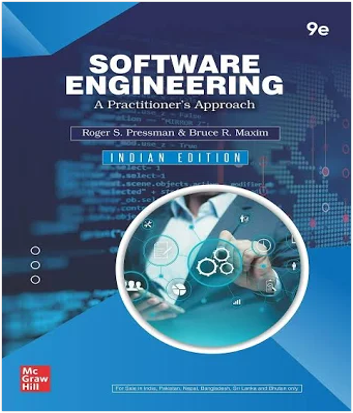 9e
SOFTWARE
ENGINEERING
A Practitioner's Approach
Roger S. Pressman & Bruce R. Maxim
INDIAN EDITION
Mc
Graw
Hill
For Sale in India, Pakistan, Nepal, Bangladesh, Sri Lanka and Bhutan only